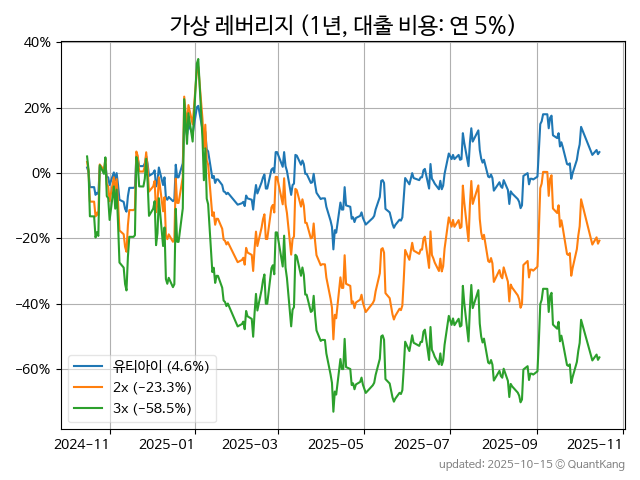 가상 레버리지 (1년, 대출 비용: 연 5%)
40%
20%
0%
−20%
−40%
−60%
유티아이 (4.6%)
2x (−23.3%)
3x (−58.5%)
2024−11 2025−01 2025−03 2025−05 2025−07 2025−09 2025−11
updated: 2025-10-15 © QuantKang